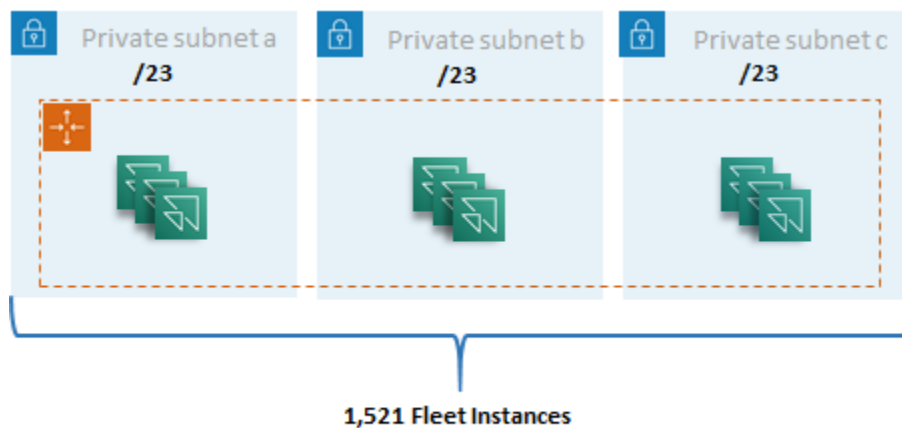 Private subnet a
/23
Private subnet b
/23
Private subnet c
/23
1,521 Fleet Instances